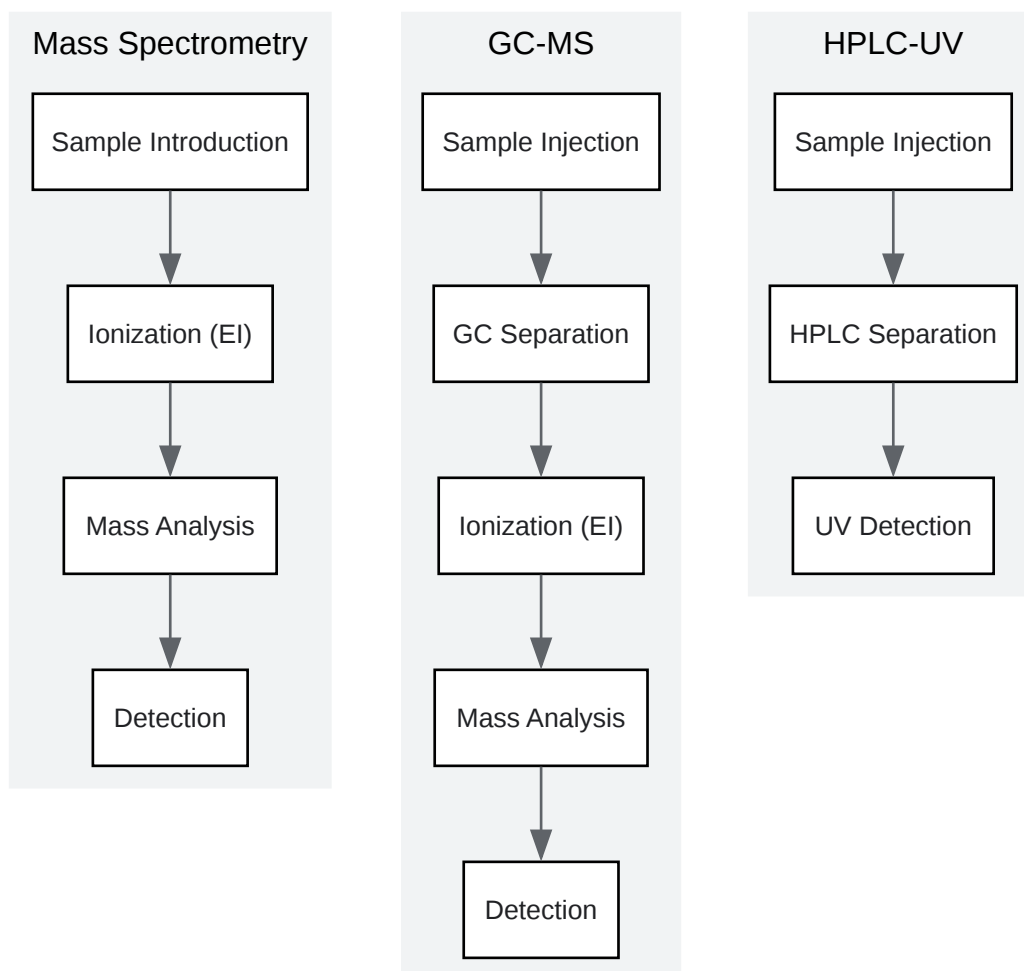 Mass Spectrometry
Sample Introduction
Ionization (EI)
Mass Analysis
Detection
GC-MS
Sample Injection
GC Separation
Ionization (EI)
Mass Analysis
Detection
HPLC-UV
Sample Injection
HPLC Separation
UV Detection